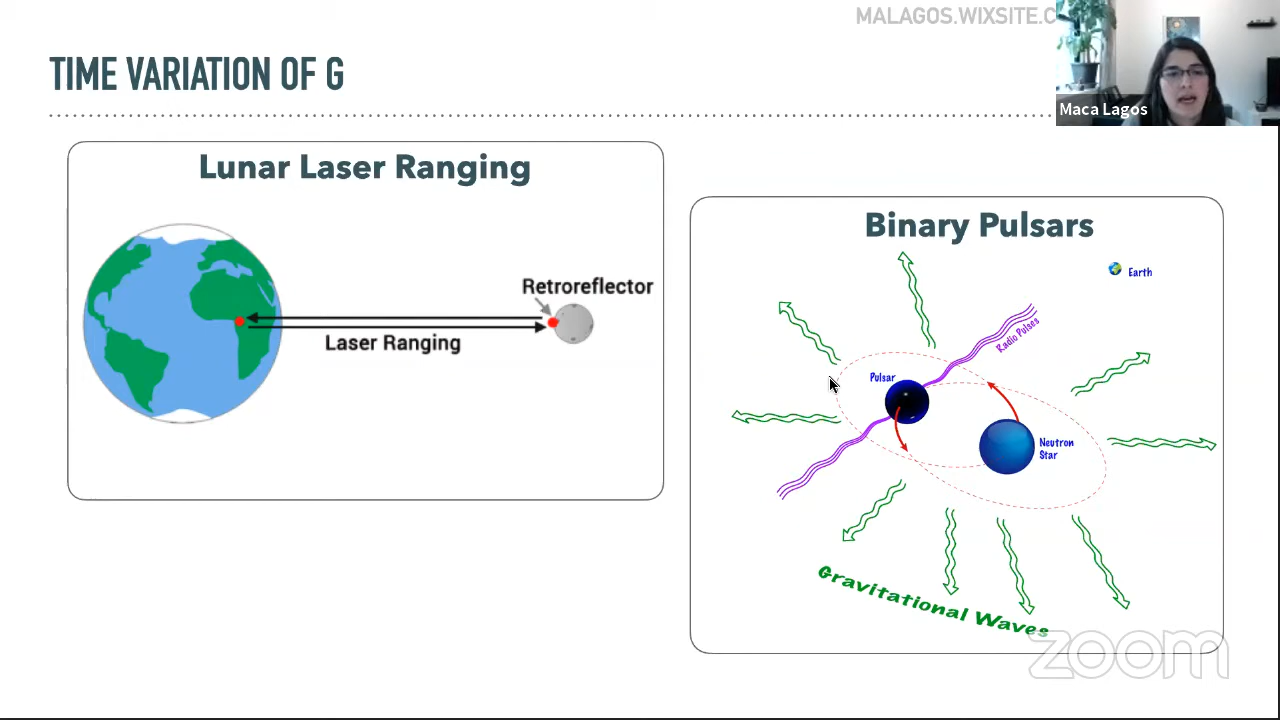 MALAGOS.WIXSITE.C
TIME VARIATION OF G
Maca Lagos
Lunar Laser Ranging
Retroreflector
Laser Ranging
Binary Pulsars
Earth
Radio Pulses
Pulsar
Neutron
Star
Gravitational Waves
zoom